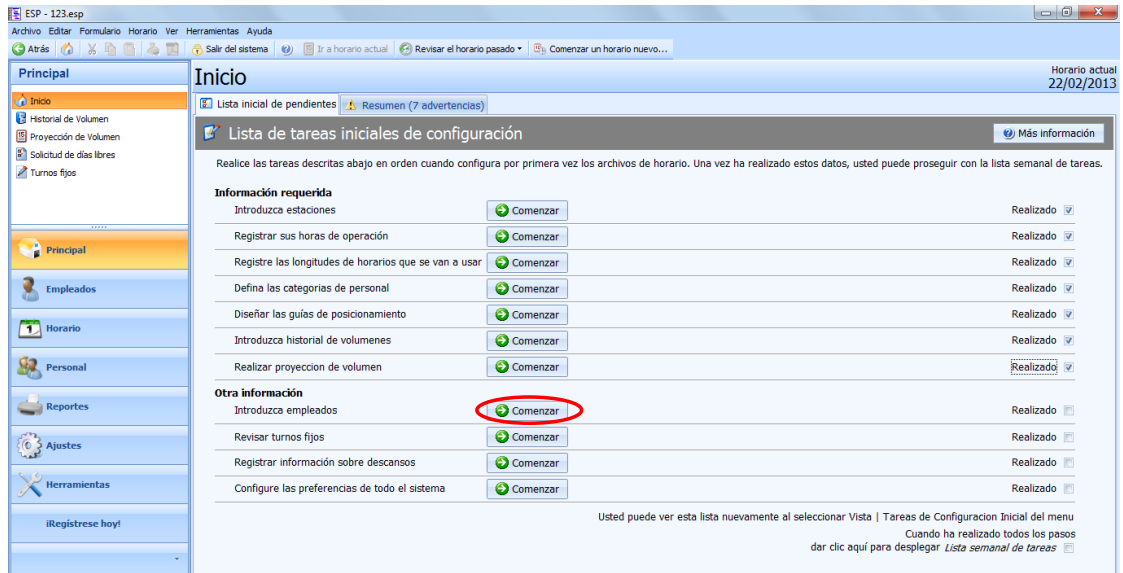 ESP - 123.esp
Archivo Editar Formulario Horario Ver Herramientas Ayuda
Atrás Salir del sistema Ir a horario actual Revisar el horario pasado Comenzar un horario nuevo...
Principal
Inicio
Historial de Volumen
Proyección de Volumen
Solicitud de días libres
Turnos fijos
Principal
Empleados
Horario
Personal
Reportes
Ajustes
Herramientas
iRegístrese hoy!
Inicio
Horario actual
22/02/2013
Lista inicial de pendientes Resumen (7 advertencias)
Lista de tareas iniciales de configuración Más información
Realice las tareas descritas abajo en orden cuando configura por primera vez los archivos de horario. Una vez ha realizado estos datos, usted puede proseguir con la lista semanal de tareas.
Información requerida
Introduzca estaciones Comenzar Realizado
Registrar sus horas de operación Comenzar Realizado
Registre las longitudes de horarios que se van a usar Comenzar Realizado
Defina las categorias de personal Comenzar Realizado
Diseñar las guías de posicionamiento Comenzar Realizado
Introduzca historial de volumenes Comenzar Realizado
Realizar proyeccion de volumen Comenzar Realizado
Otra información
Introduzca empleados Comenzar Realizado
Revisar turnos fijos Comenzar Realizado
Registrar información sobre descansos Comenzar Realizado
Configure las preferencias de todo el sistema Comenzar Realizado
Usted puede ver esta lista nuevamente al seleccionar Vista | Tareas de Configuracion Inicial del menu
Cuando ha realizado todos los pasos
dar clic aquí para desplegar Lista semanal de tareas